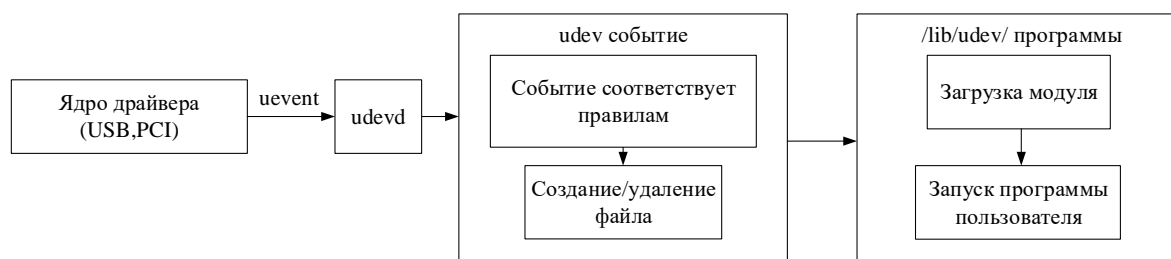 Ядро драйвера
(USB,PCI)
uevent
udevd
udev событие
Событие соответствует
правилам
Создание/удаление
файла
/lib/udev/ программы
Загрузка модуля
Запуск программы
пользователя